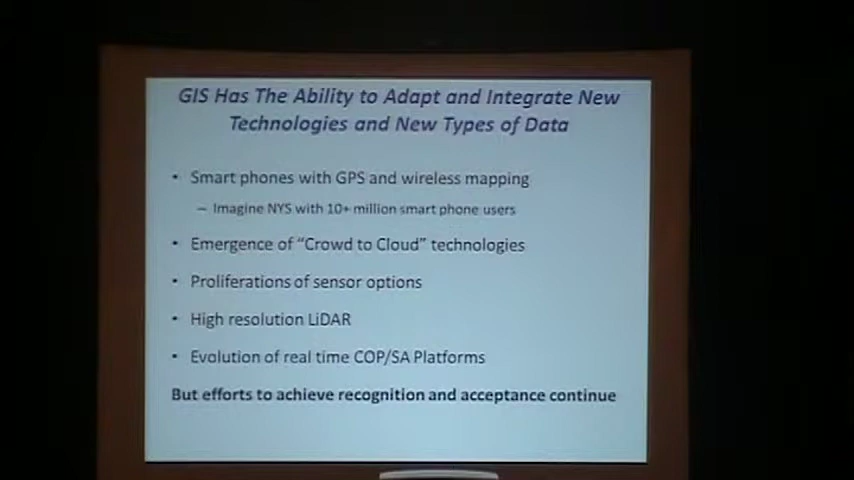 GIS Has The Ability to Adapt and Integrate New
Technologies and New Types of Data
• Smart phones with GPS and wireless mapping
– Imagine NYS with 10+ million smart phone users
• Emergence of “Crowd to Cloud” technologies
• Proliferations of sensor options
• High resolution LiDAR
• Evolution of real time COP/SA Platforms
But efforts to achieve recognition and acceptance continue